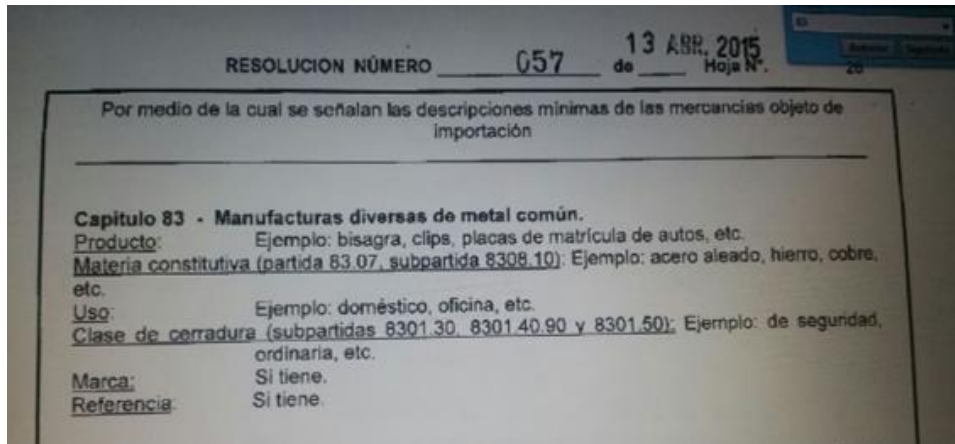 13 ABR. 2015
RESOLUCION NÚMERO 057 de Hoja N°.
26
Por medio de la cual se señalan las descripciones minimas de las mercancias objeto de
importación
Capitulo 83 - Manufacturas diversas de metal común.
Producto: Ejemplo: bisagra, clips, placas de matrícula de autos, etc.
Materia constitutiva (partida 83.07, subpartida 8308.10): Ejemplo: acero aleado, hierro, cobre,
etc.
Uso: Ejemplo: doméstico, oficina, etc.
Clase de cerradura (subpartidas 8301.30, 8301.40.90 y 8301.50): Ejemplo: de seguridad,
ordinaria, etc.
Marca: Si tiene.
Referencia: Si tiene.